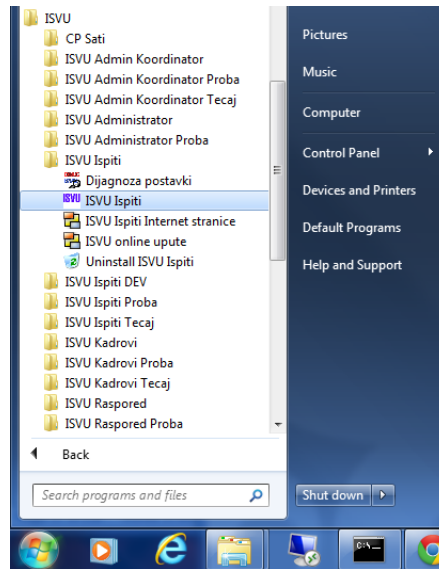 ISVU
CP Sati
ISVU Admin Koordinator
ISVU Admin Koordinator Proba
ISVU Admin Koordinator Tecaj
ISVU Administrator
ISVU Administrator Proba
ISVU Ispiti
Dijagnoza postavki
ISVU ISVU Ispiti
ISVU Ispiti Internet stranice
ISVU online upute
Uninstall ISVU Ispiti
ISVU Ispiti DEV
ISVU Ispiti Proba
ISVU Ispiti Tecaj
ISVU Kadrovi
ISVU Kadrovi Proba
ISVU Kadrovi Tecaj
ISVU Raspored
ISVU Raspored Proba
Back
Search programs and files
Pictures
Music
Computer
Control Panel
Devices and Printers
Default Programs
Help and Support
Shut down
C:\_